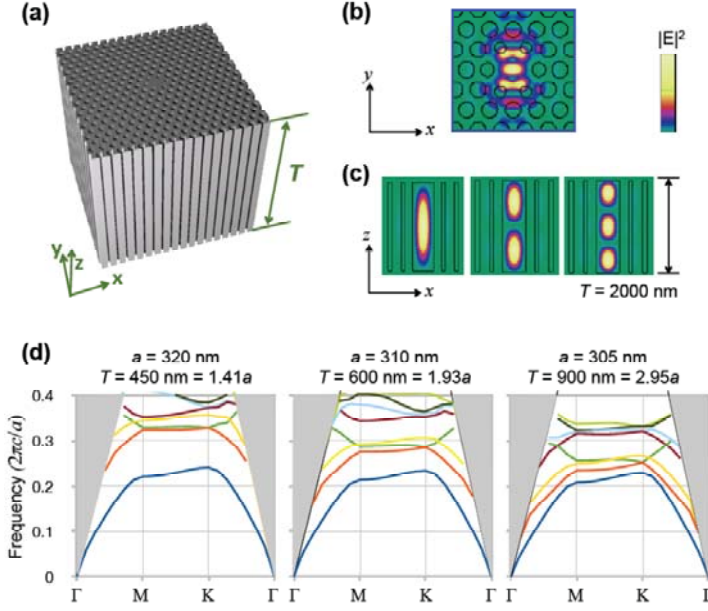 (a)
T
y
z
x
(b)
y
x
|E|²
(c)
z
x
T = 2000 nm
(d)
a = 320 nm
T = 450 nm = 1.41a
a = 310 nm
T = 600 nm = 1.93a
a = 305 nm
T = 900 nm = 2.95a
Frequency (2πc/a)
0.4
0.3
0.2
0.1
0
Γ M K Γ
Γ M K Γ
Γ M K Γ